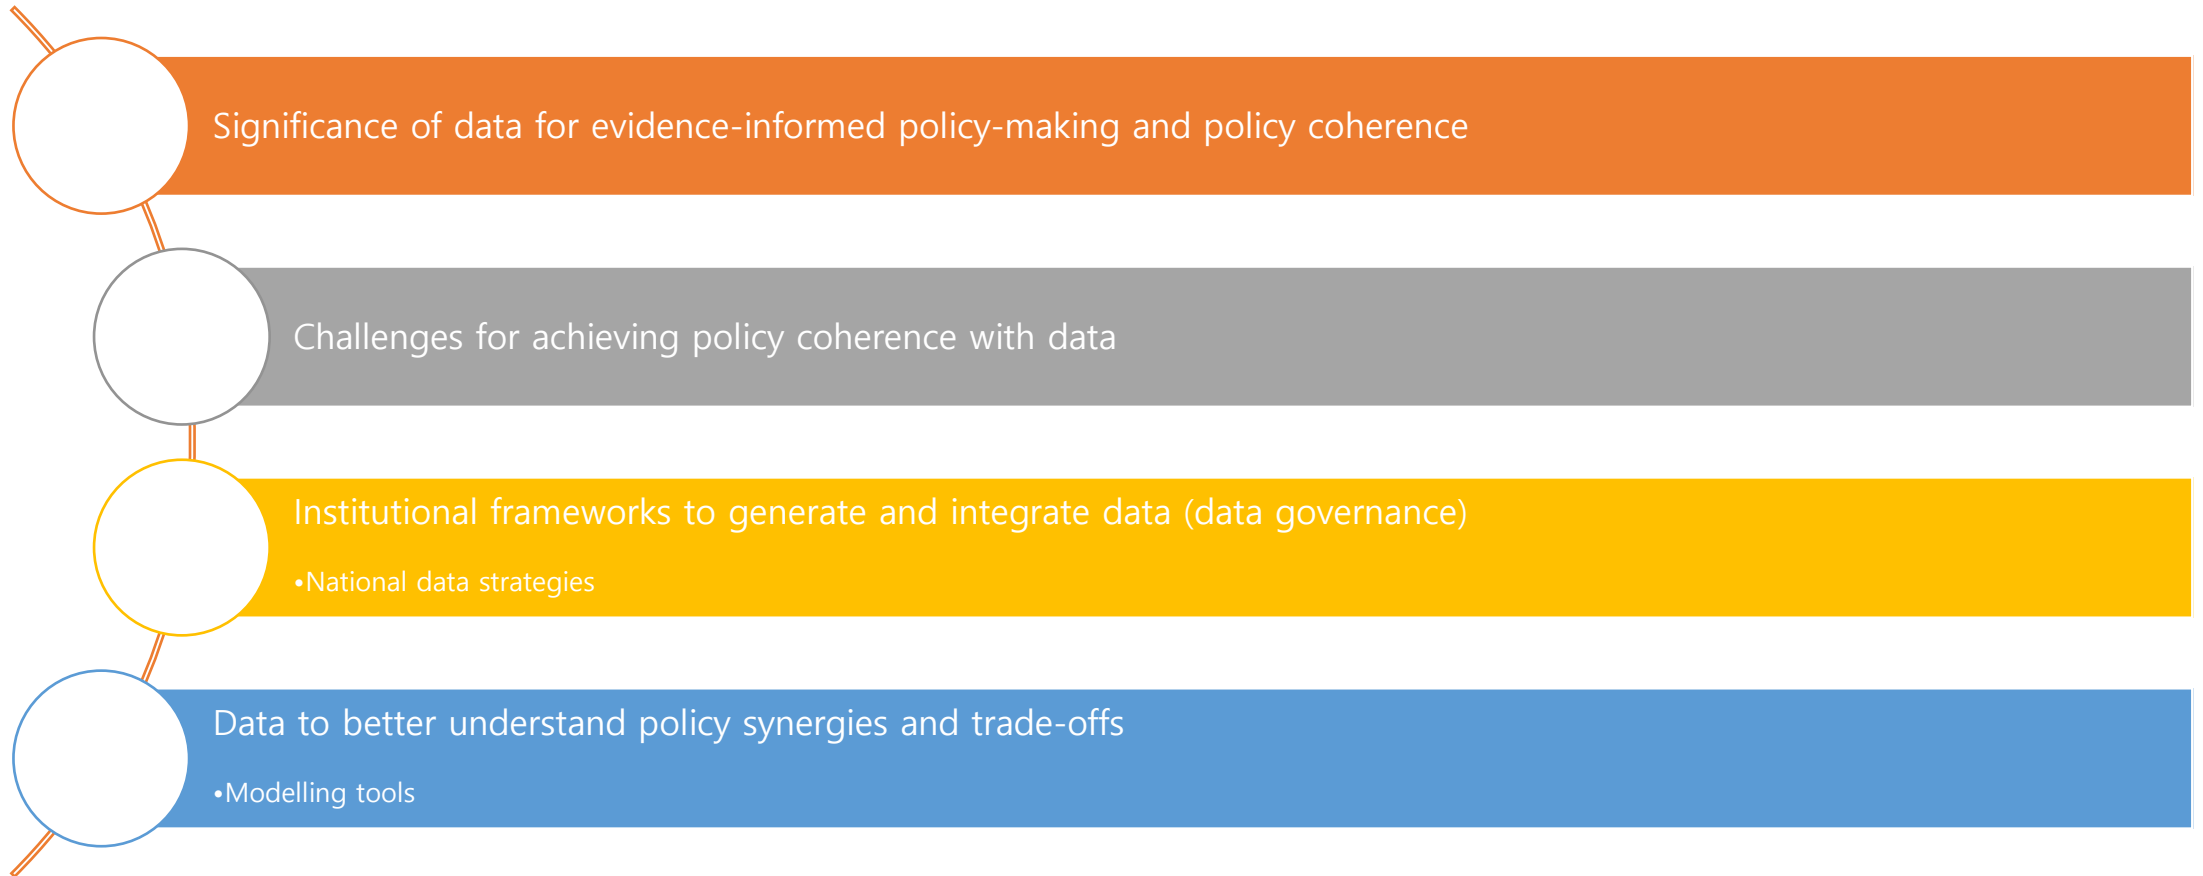 Significance of data for evidence-informed policy-making and policy coherence
Challenges for achieving policy coherence with data
Institutional frameworks to generate and integrate data (data governance)
•National data strategies
Data to better understand policy synergies and trade-offs
•Modelling tools